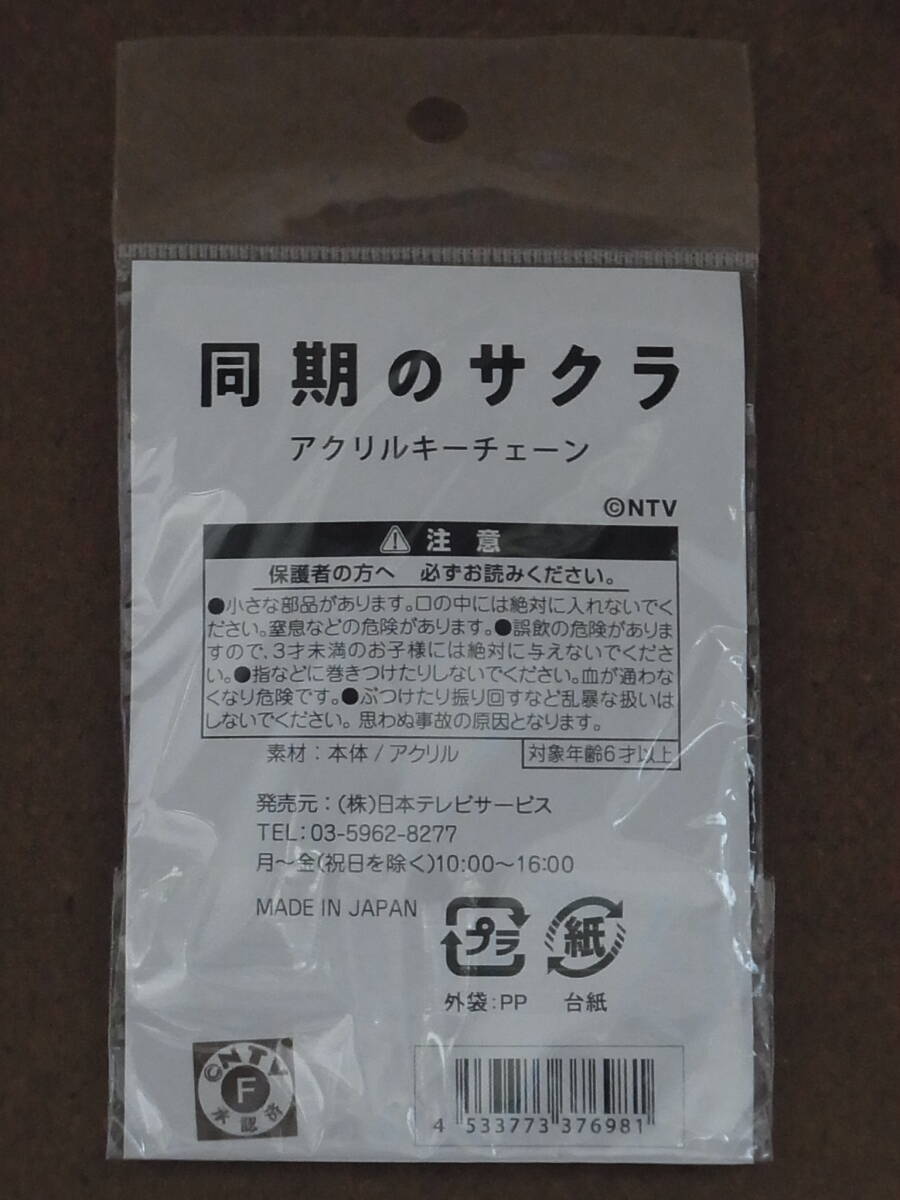 同期のサクラ
アクリルキーチェーン
©NTV
⚠ 注意
保護者の方へ 必ずお読みください。
●小さな部品があります。口の中には絶対に入れないでく
ださい。窒息などの危険があります。●誤飲の危険がありま
すので、3才未満のお子様には絶対に与えないでくださ
い。●指などに巻きつけたりしないでください。血が通わな
くなり危険です。●ぶつけたり振り回すなど乱暴な扱いは
しないでください。思わぬ事故の原因となります。
素材：本体/アクリル
対象年齢6才以上
発売元：(株)日本テレビサービス
TEL:03-5962-8277
月～金(祝日を除く)10:00～16:00
MADE IN JAPAN
プラ
紙
外袋:PP
台紙
©NTV
F
承認済
4 533773 376981